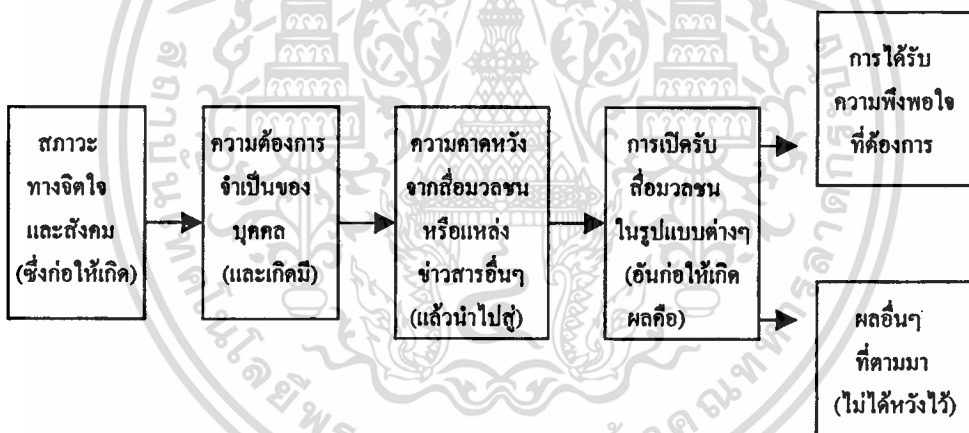 สภาวะ
ทางจิตใจ
และสังคม
(ซึ่งก่อให้เกิด)
ความต้องการ
จำเป็นของ
บุคคล
(และเกิดมี)
ความคาดหวัง
จากสื่อมวลชน
หรือแหล่ง
ข่าวสารอื่นๆ
(แล้วนำไปสู่)
การเปิดรับ
สื่อมวลชน
ในรูปแบบต่างๆ
(อันก่อให้เกิด
ผลคือ)
การได้รับ
ความพึงพอใจ
ที่ต้องการ
ผลอื่นๆ
ที่ตามมา
(ไม่ได้หวังไว้)